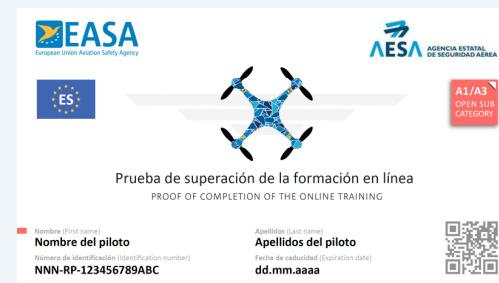 EASA
European Union Aviation Safety Agency
AESA AGENCIA ESTATAL
DE SEGURIDAD AÉREA
ES
A1/A3
OPEN SUB
CATEGORY
Prueba de superación de la formación en línea
PROOF OF COMPLETION OF THE ONLINE TRAINING
Nombre (First name)
Nombre del piloto
Apellidos (Last name)
Apellidos del piloto
Número de identificación (Identification number)
NNN-RP-123456789ABC
Fecha de caducidad (Expiration date)
dd.mm.aaaa